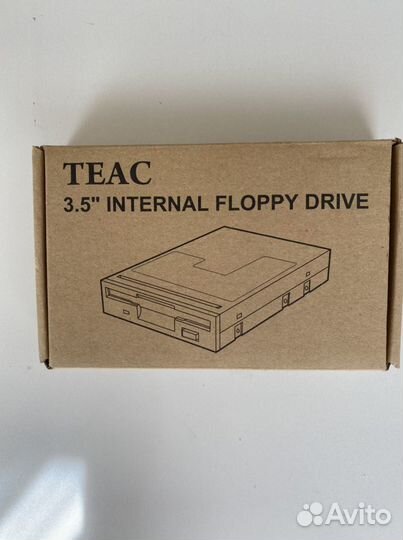 TEAC
3.5" INTERNAL FLOPPY DRIVE
Avito